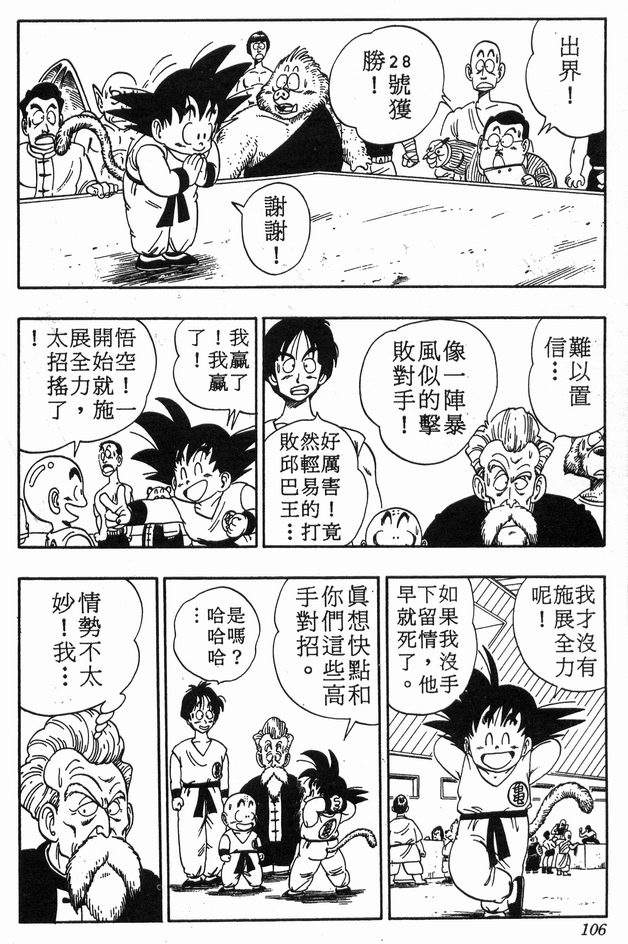 出界！
28號獲
勝！
謝謝！
難以置
信…
像一陣暴
風似的擊
敗對手！
好厲害！竟
然輕易的打
敗邱巴王…
我贏了
！我贏
了！
悟空！一
開始就施
展全力，
太招搖了
！
我才沒有
施展全力
呢！
如果我沒手
下留情，他
早就死了。
眞想快點和
你們這些高
手對招。
是嗎？
哈哈哈
…
情勢不太
妙！我…
龜
龜
龜
106